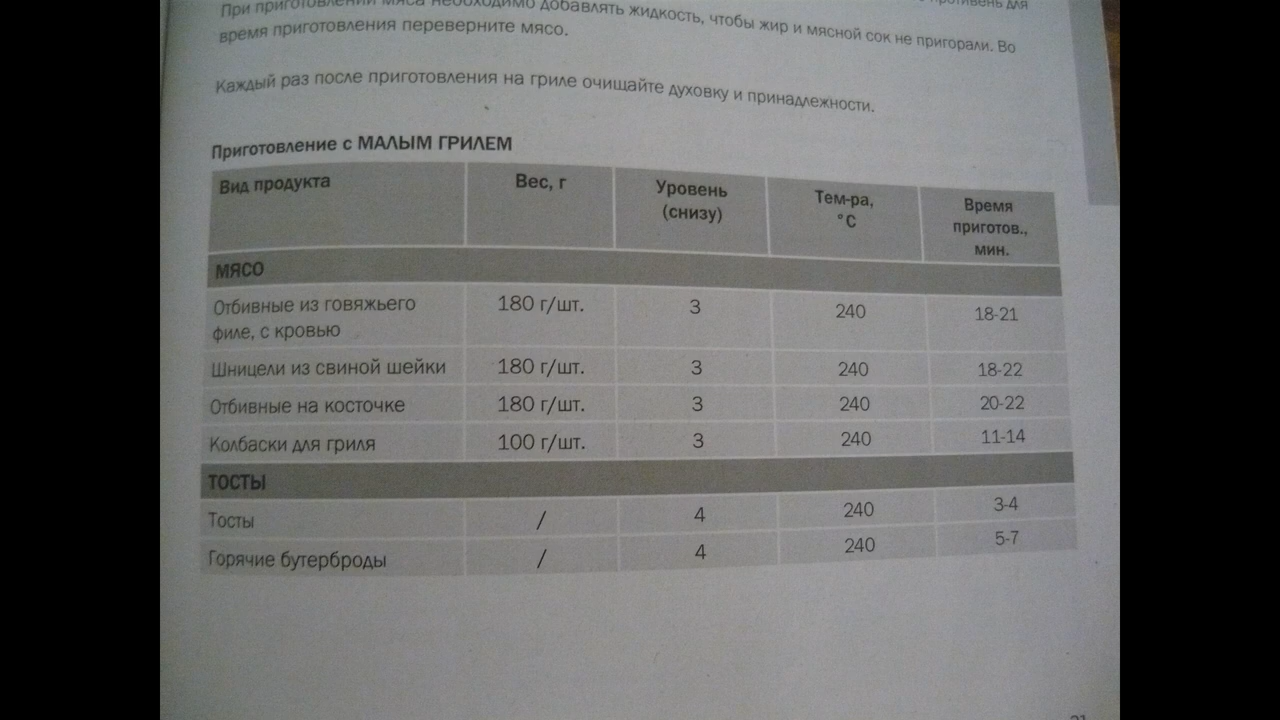 противень для
При приготовлении мяса необходимо добавлять жидкость, чтобы жир и мясной сок не пригорали. Во
время приготовления переверните мясо.
Каждый раз после приготовления на гриле очищайте духовку и принадлежности.
Приготовление с МАЛЫМ ГРИЛЕМ
Вид продукта Вес, г Уровень (снизу) Тем-ра, °C Время приготов., мин.
МЯСО
Отбивные из говяжьего филе, с кровью 180 г/шт. 3 240 18-21
Шницели из свиной шейки 180 г/шт. 3 240 18-22
Отбивные на косточке 180 г/шт. 3 240 20-22
Колбаски для гриля 100 г/шт. 3 240 11-14
ТОСТЫ
Тосты / 4 240 3-4
Горячие бутерброды / 4 240 5-7